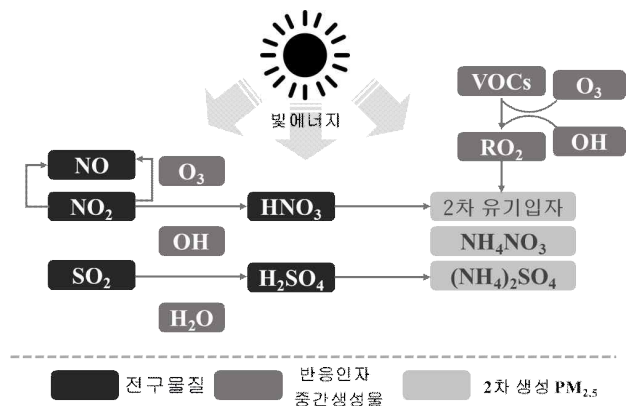 빛에너지
VOCs
O₃
NO
O₃
RO₂
OH
NO₂
HNO₃
2차 유기입자
OH
NH₄NO₃
SO₂
H₂SO₄
(NH₄)₂SO₄
H₂O
전구물질
반응인자
중간생성물
2차 생성 PM₂.₅